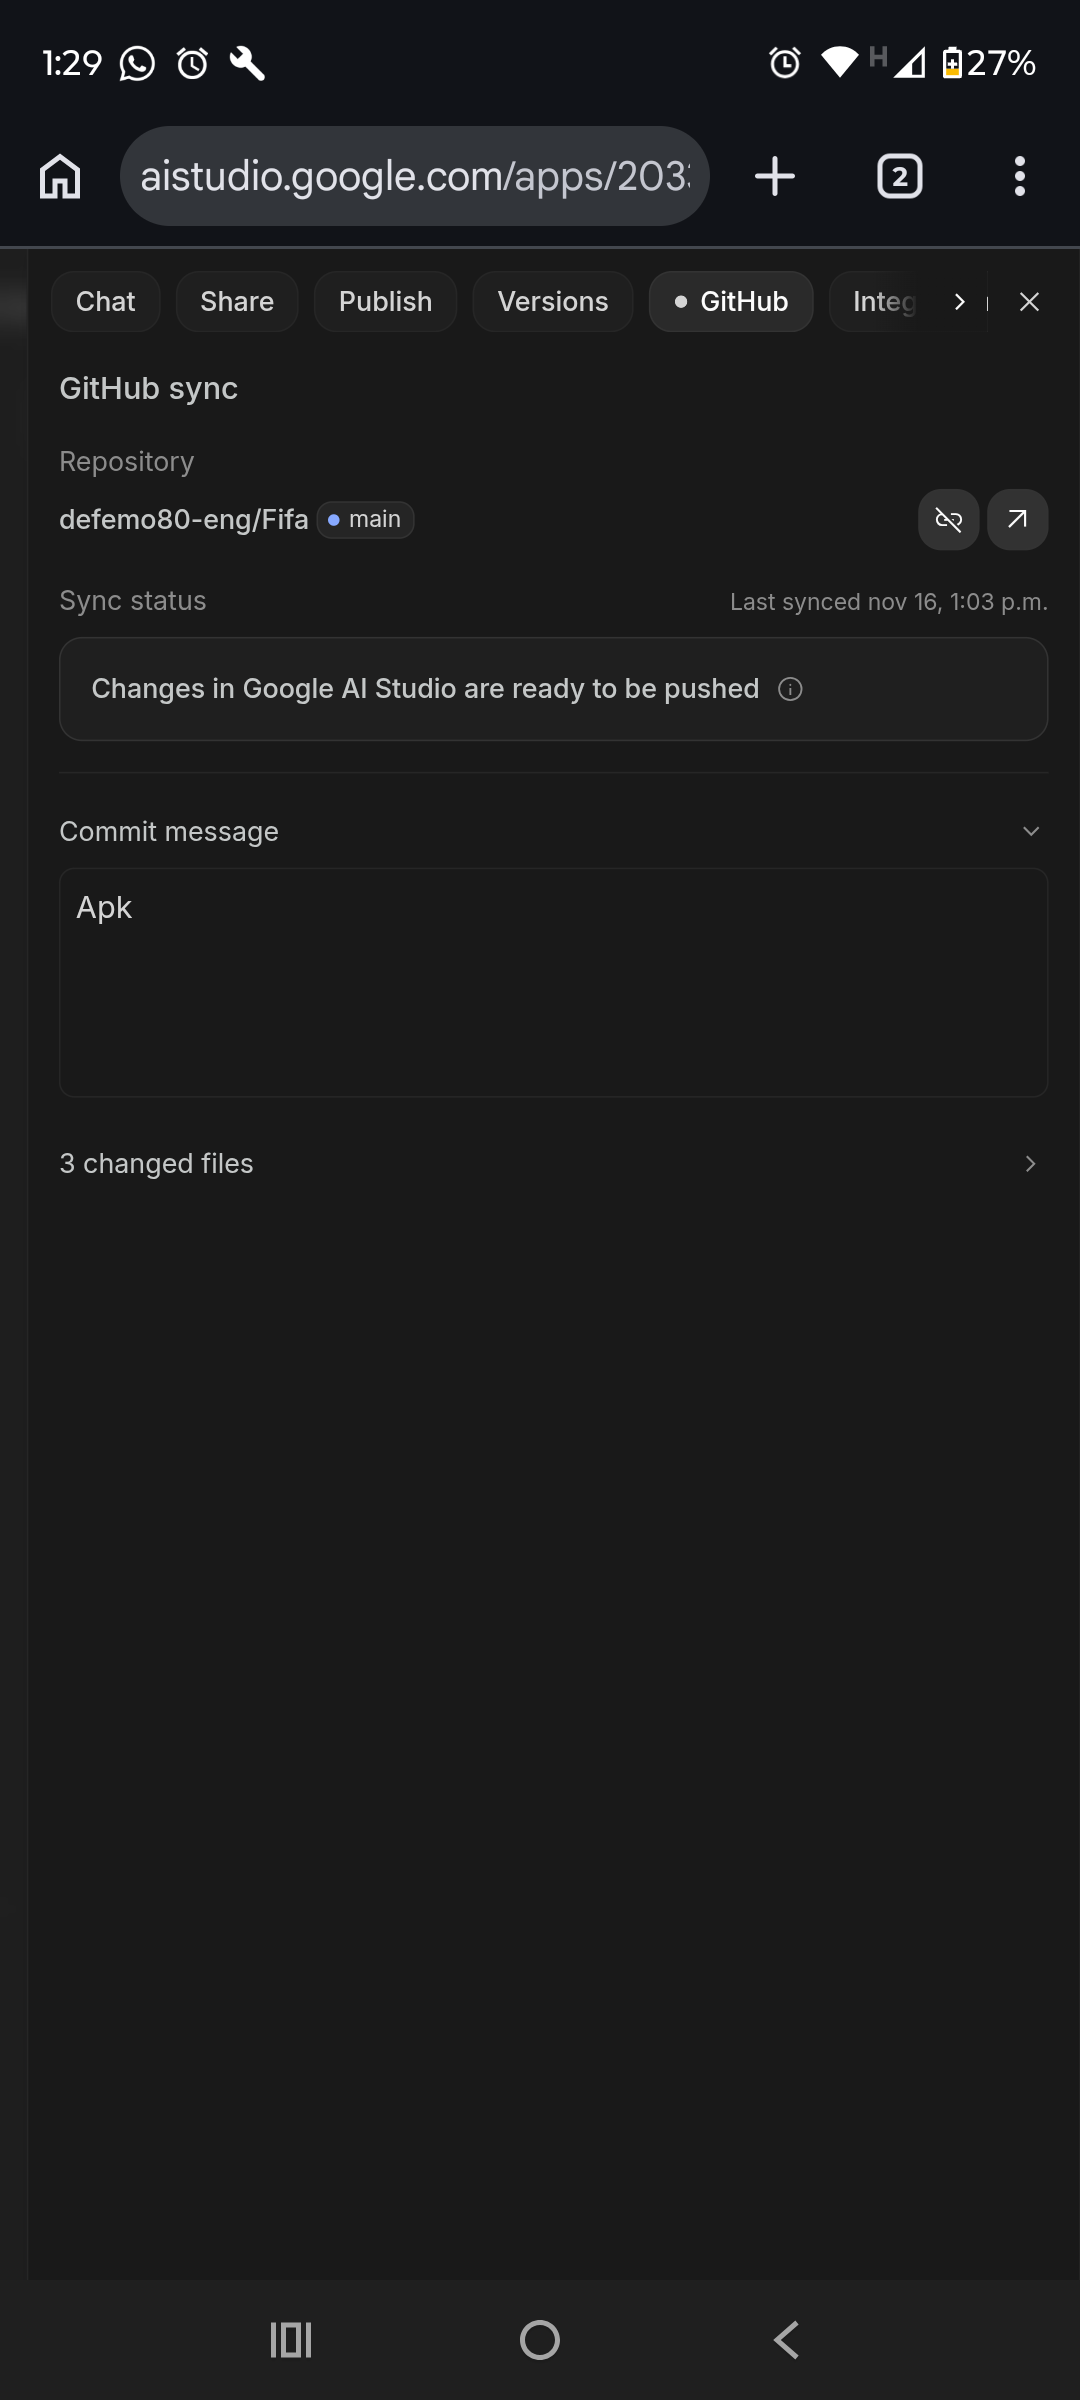 1:29
H
27%
aistudio.google.com/apps/203
2
Chat
Share
Publish
Versions
GitHub
Integ
GitHub sync
Repository
defemo80-eng/Fifa
main
Sync status
Last synced nov 16, 1:03 p.m.
Changes in Google AI Studio are ready to be pushed
Commit message
Apk
3 changed files